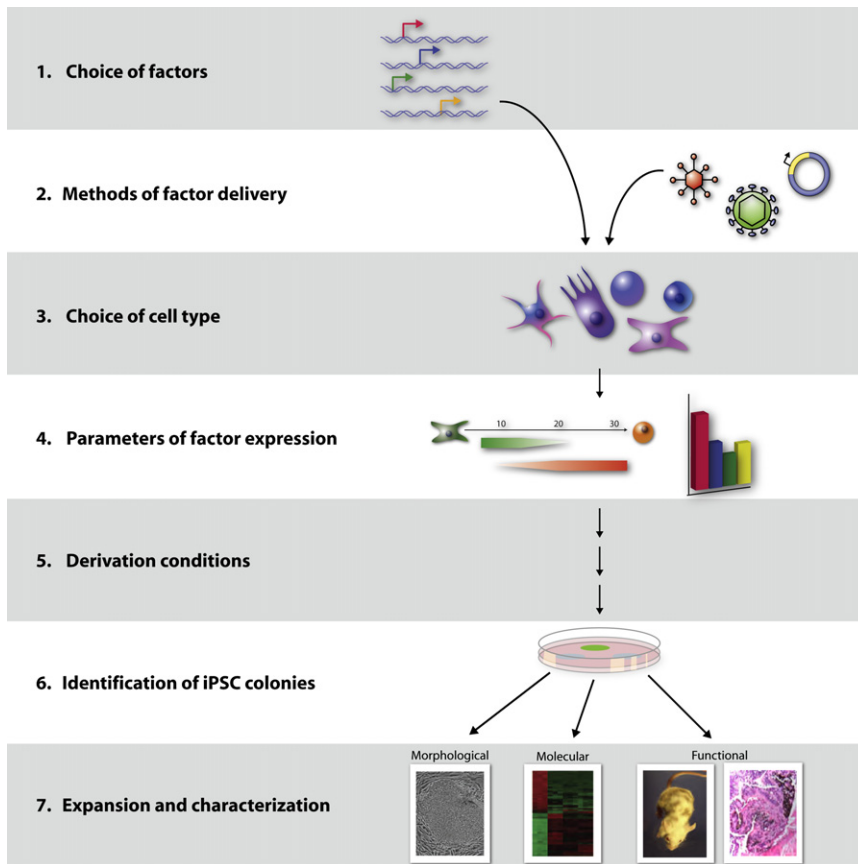 1. Choice of factors
2. Methods of factor delivery
3. Choice of cell type
4. Parameters of factor expression
10 20 30
5. Derivation conditions
6. Identification of iPSC colonies
Morphological Molecular Functional
7. Expansion and characterization